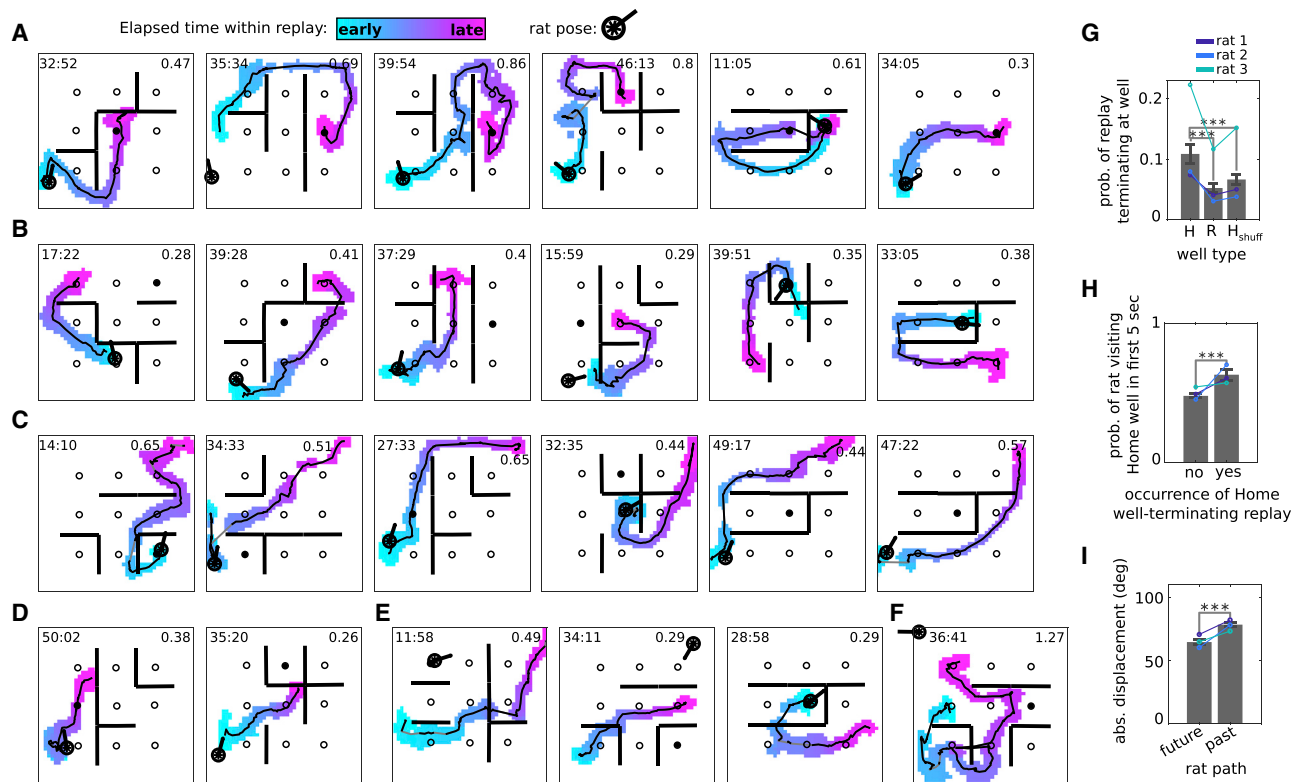 Elapsed time within replay: early late rat pose:
A
32:52 0.47
35:34 0.69
39:54 0.86
46:13 0.8
11:05 0.61
34:05 0.3
B
17:22 0.28
39:28 0.41
37:29 0.4
15:59 0.29
39:51 0.35
33:05 0.38
C
14:10 0.65
34:33 0.51
27:33 0.65
32:35 0.44
49:17 0.44
47:22 0.57
D
50:02 0.38
35:20 0.26
E
11:58 0.49
34:11 0.29
28:58 0.29
F
36:41 1.27
G
rat 1
rat 2
rat 3
prob. of replay
terminating at well
0.2
0.1
0
***
***
H R Hshuff
well type
H
prob. of rat visiting
Home well in first 5 sec
1
0
***
no yes
occurrence of Home
well-terminating replay
I
abs. displacement (deg)
100
50
0
***
future past
rat path